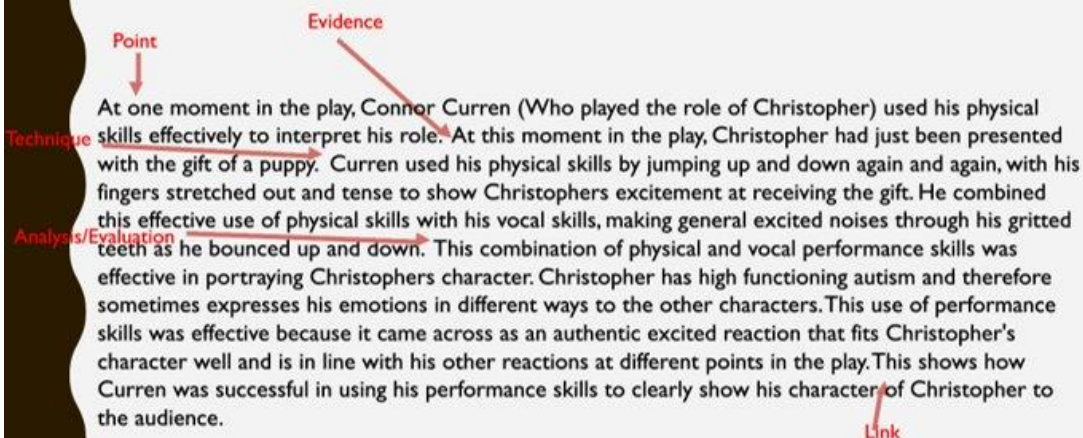 Evidence
Point
At one moment in the play, Connor Curren (Who played the role of Christopher) used his physical
Technique
skills effectively to interpret his role. At this moment in the play, Christopher had just been presented
with the gift of a puppy. Curren used his physical skills by jumping up and down again and again, with his
fingers stretched out and tense to show Christophers excitement at receiving the gift. He combined
this effective use of physical skills with his vocal skills, making general excited noises through his gritted
Analysis/Evaluation
teeth as he bounced up and down. This combination of physical and vocal performance skills was
effective in portraying Christophers character. Christopher has high functioning autism and therefore
sometimes expresses his emotions in different ways to the other characters. This use of performance
skills was effective because it came across as an authentic excited reaction that fits Christopher's
character well and is in line with his other reactions at different points in the play. This shows how
Curren was successful in using his performance skills to clearly show his character of Christopher to
the audience.
Link